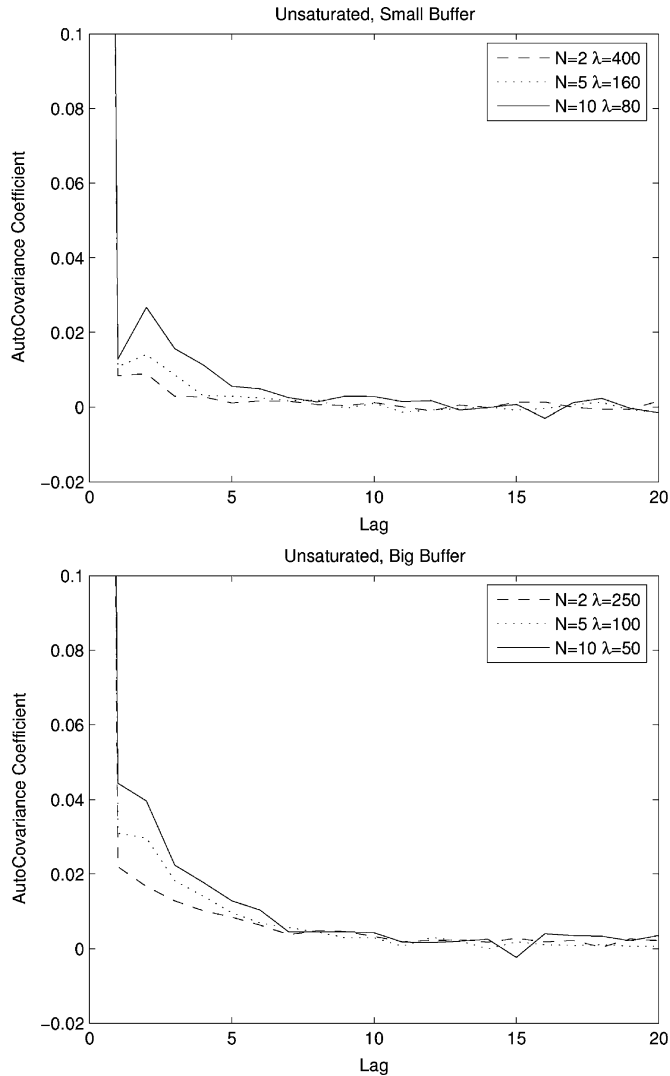 Unsaturated, Small Buffer
0.1
0.08
0.06
0.04
0.02
0
−0.02
AutoCovariance Coefficient
N=2 λ=400
N=5 λ=160
N=10 λ=80
0 5 10 15 20
Lag
Unsaturated, Big Buffer
0.1
0.08
0.06
0.04
0.02
0
−0.02
AutoCovariance Coefficient
N=2 λ=250
N=5 λ=100
N=10 λ=50
0 5 10 15 20
Lag